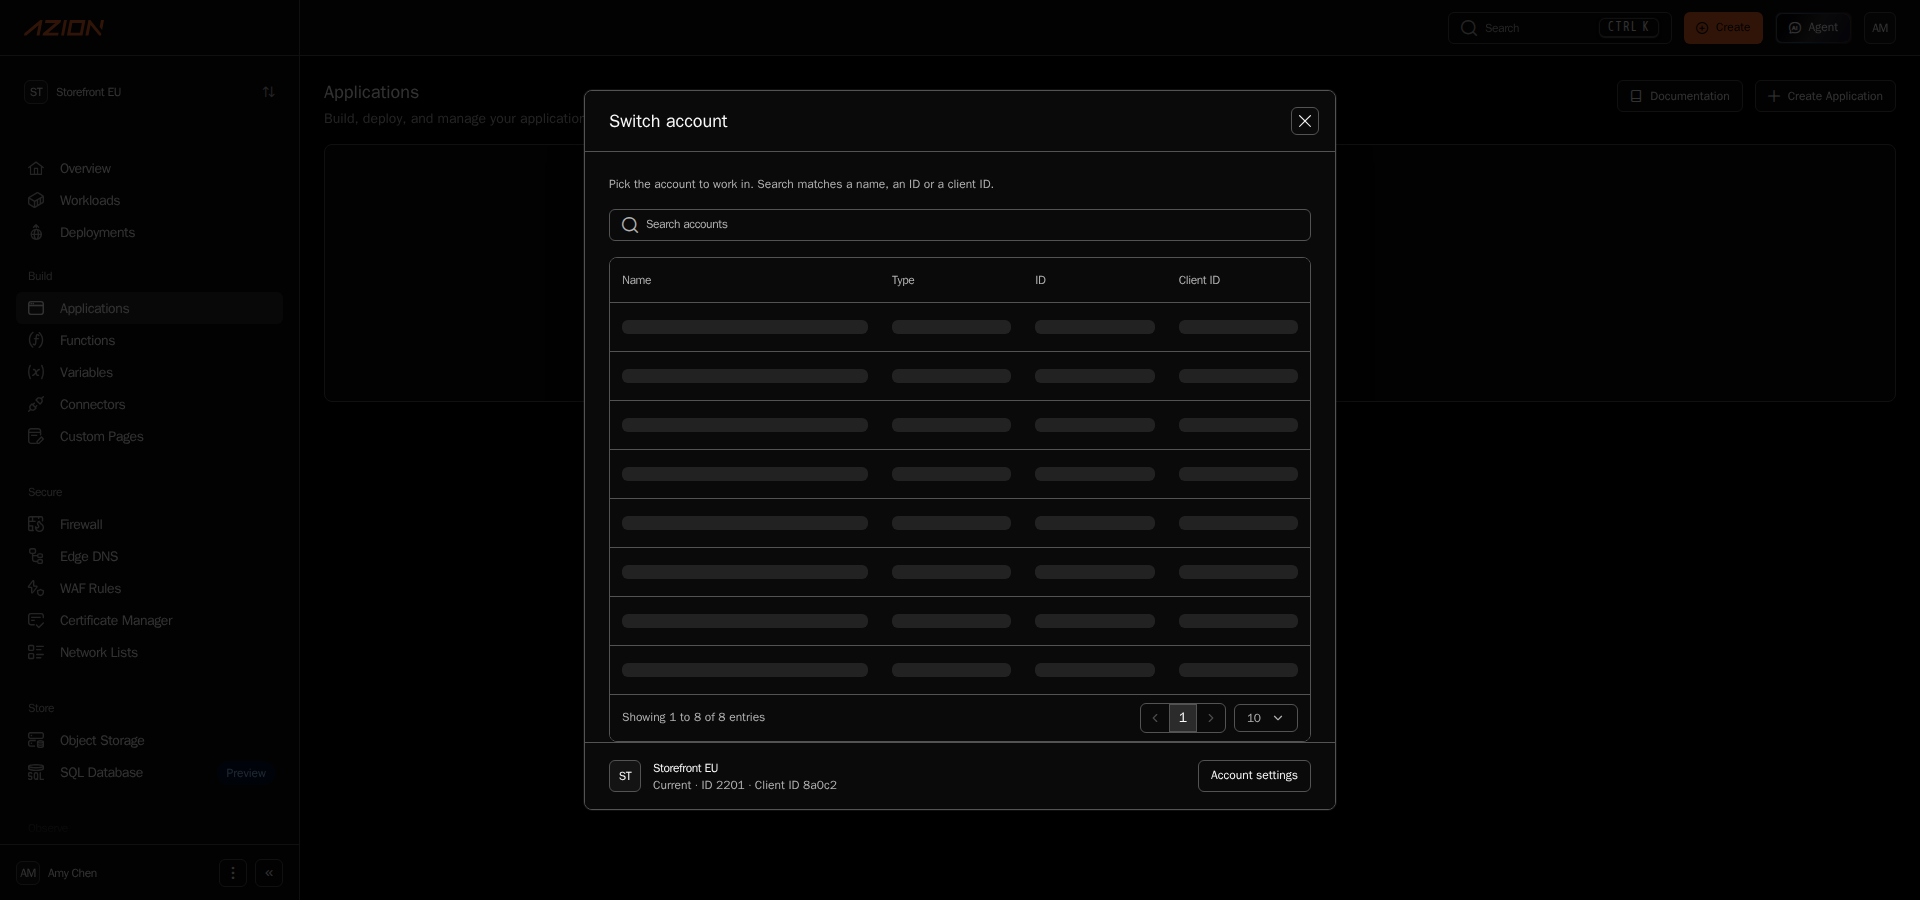 AZION
Search
CTRL K
Create
Agent
AM
ST
Storefront EU
Applications
Build, deploy, and manage your application
Documentation
Create Application
Overview
Workloads
Deployments
Build
Applications
Functions
Variables
Connectors
Custom Pages
Secure
Firewall
Edge DNS
WAF Rules
Certificate Manager
Network Lists
Store
Object Storage
SQL Database
Preview
AM
Amy Chen
Switch account
Pick the account to work in. Search matches a name, an ID or a client ID.
Search accounts
Name Type ID Client ID
Showing 1 to 8 of 8 entries
1
10
ST
Storefront EU
Current · ID 2201 · Client ID 8a0c2
Account settings